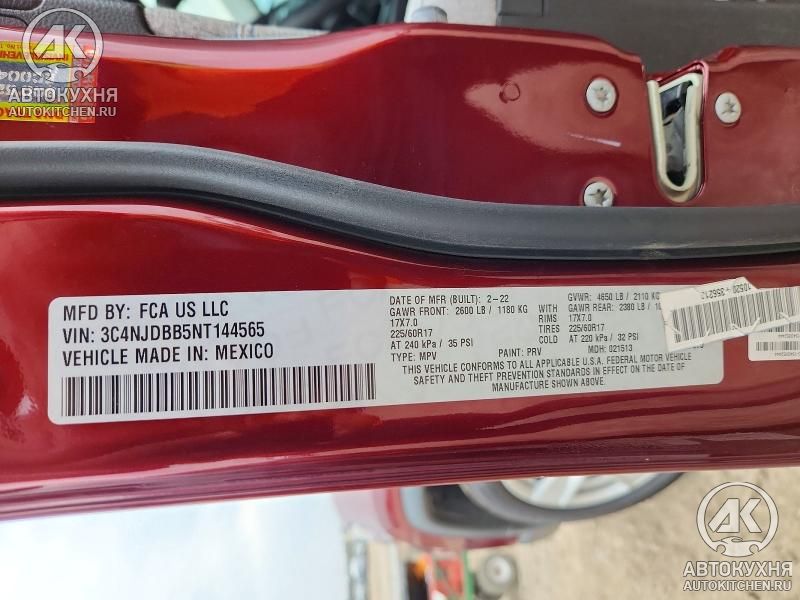 АК
АВТОКУХНЯ
AUTOKITCHEN.RU
MFD BY: FCA US LLC
VIN: 3C4NJDBB5NT144565
VEHICLE MADE IN: MEXICO
DATE OF MFR (BUILT): 2-22
GVWR: 4650 LB / 2110 KG
GAWR FRONT: 2600 LB / 1180 KG WITH
GAWR REAR: 2380 LB /
17X7.0 RIMS 17X7.0
225/60R17 TIRES 225/60R17
AT 240 kPa / 35 PSI COLD AT 220 kPa / 32 PSI
TYPE: MPV PAINT: PRV MDH: 021513
THIS VEHICLE CONFORMS TO ALL APPLICABLE U.S.A. FEDERAL MOTOR VEHICLE
SAFETY AND THEFT PREVENTION STANDARDS IN EFFECT ON THE DATE OF
MANUFACTURE SHOWN ABOVE.
АК
АВТОКУХНЯ
AUTOKITCHEN.RU